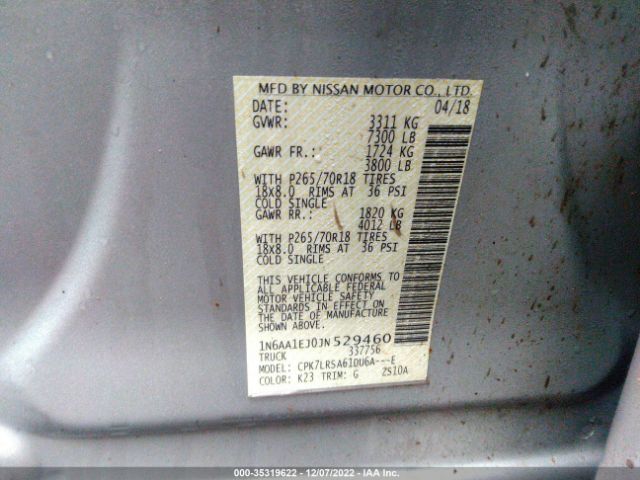 MFD BY NISSAN MOTOR CO., LTD.
DATE: 04/18
GVWR: 3311 KG
7300 LB
GAWR FR.: 1724 KG
3800 LB
WITH P265/70R18 TIRES
18x8.0 RIMS AT 36 PSI
COLD SINGLE
GAWR RR.: 1820 KG
4012 LB
WITH P265/70R18 TIRES
18x8.0 RIMS AT 36 PSI
COLD SINGLE
THIS VEHICLE CONFORMS TO
ALL APPLICABLE FEDERAL
MOTOR VEHICLE SAFETY
STANDARDS IN EFFECT ON
THE DATE OF MANUFACTURE
SHOWN ABOVE.
1N6AA1EJ0JN529460
TRUCK 337756
MODEL: CPK7LRSA61DU6A---E
COLOR: K23 TRIM: G 2S10A
000-35319622 - 12/07/2022 - IAA Inc.